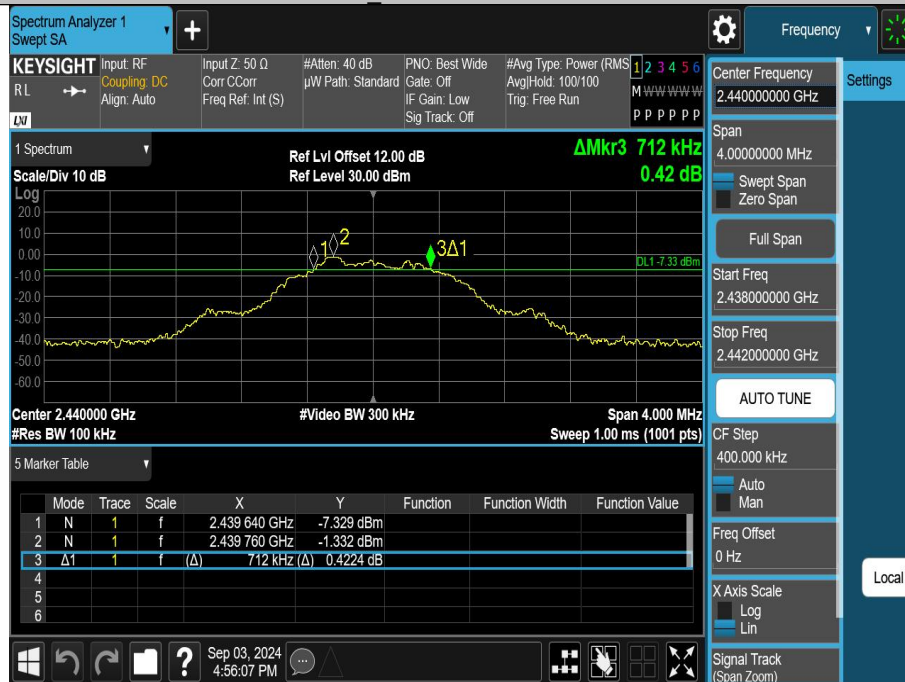 Spectrum Analyzer 1
Swept SA
+
Frequency
KEYSIGHT
RL
LXI
Input: RF
Coupling: DC
Align: Auto
Input Z: 50 Ω
Corr CCorr
Freq Ref: Int (S)
#Atten: 40 dB
µW Path: Standard
PNO: Best Wide
Gate: Off
IF Gain: Low
Sig Track: Off
#Avg Type: Power (RMS
Avg|Hold: 100/100
Trig: Free Run
1 2 3 4 5 6
M W W W W W
P P P P P P
1 Spectrum
Scale/Div 10 dB
Ref Lvl Offset 12.00 dB
Ref Level 30.00 dBm
ΔMkr3 712 kHz
0.42 dB
Log
20.0
10.0
0.00
-10.0
-20.0
-30.0
-40.0
-50.0
-60.0
1
2
3Δ1
DL1 -7.33 dBm
Center 2.440000 GHz
#Video BW 300 kHz
Span 4.000 MHz
#Res BW 100 kHz
Sweep 1.00 ms (1001 pts)
5 Marker Table
Mode Trace Scale X Y Function Function Width Function Value
1 N 1 f 2.439 640 GHz -7.329 dBm
2 N 1 f 2.439 760 GHz -1.332 dBm
3 Δ1 1 f (Δ) 712 kHz (Δ) 0.4224 dB
4
5
6
Sep 03, 2024
4:56:07 PM
?
Center Frequency
2.440000000 GHz
Settings
Span
4.00000000 MHz
Swept Span
Zero Span
Full Span
Start Freq
2.438000000 GHz
Stop Freq
2.442000000 GHz
AUTO TUNE
CF Step
400.000 kHz
Auto
Man
Freq Offset
0 Hz
Local
X Axis Scale
Log
Lin
Signal Track
(Span Zoom)